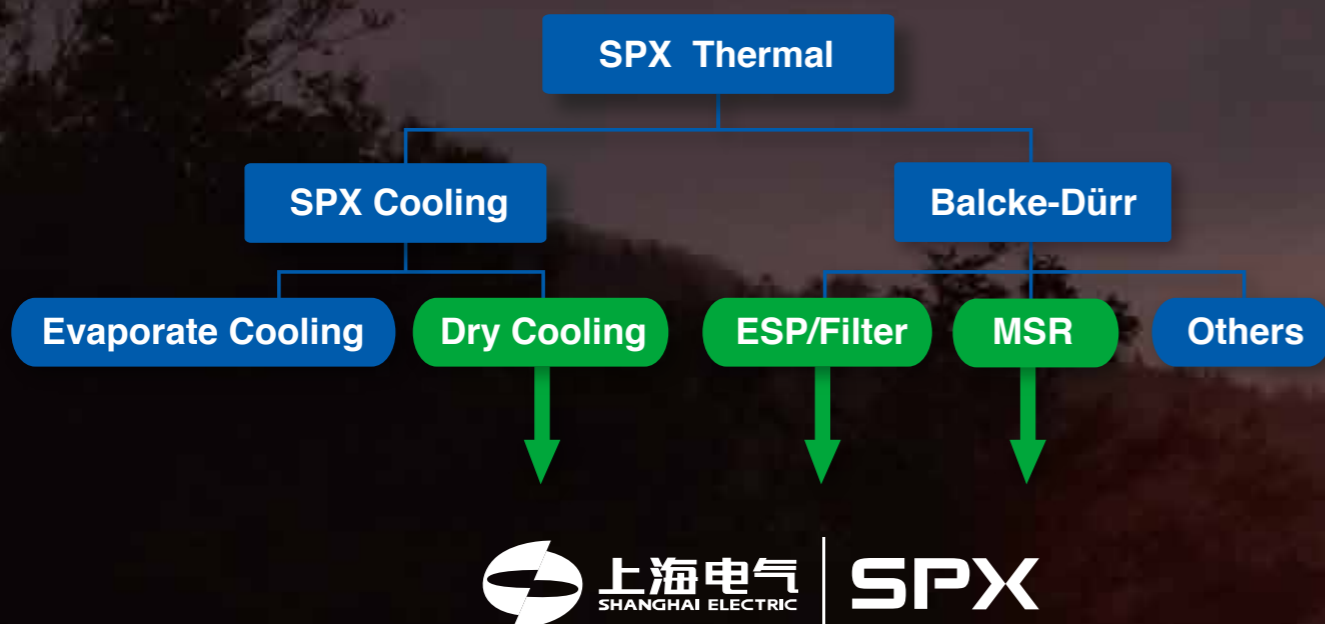 SPX Thermal
SPX Cooling
Balcke-Dürr
Evaporate Cooling
Dry Cooling
ESP/Filter
MSR
Others
上海电气
SHANGHAI ELECTRIC
SPX